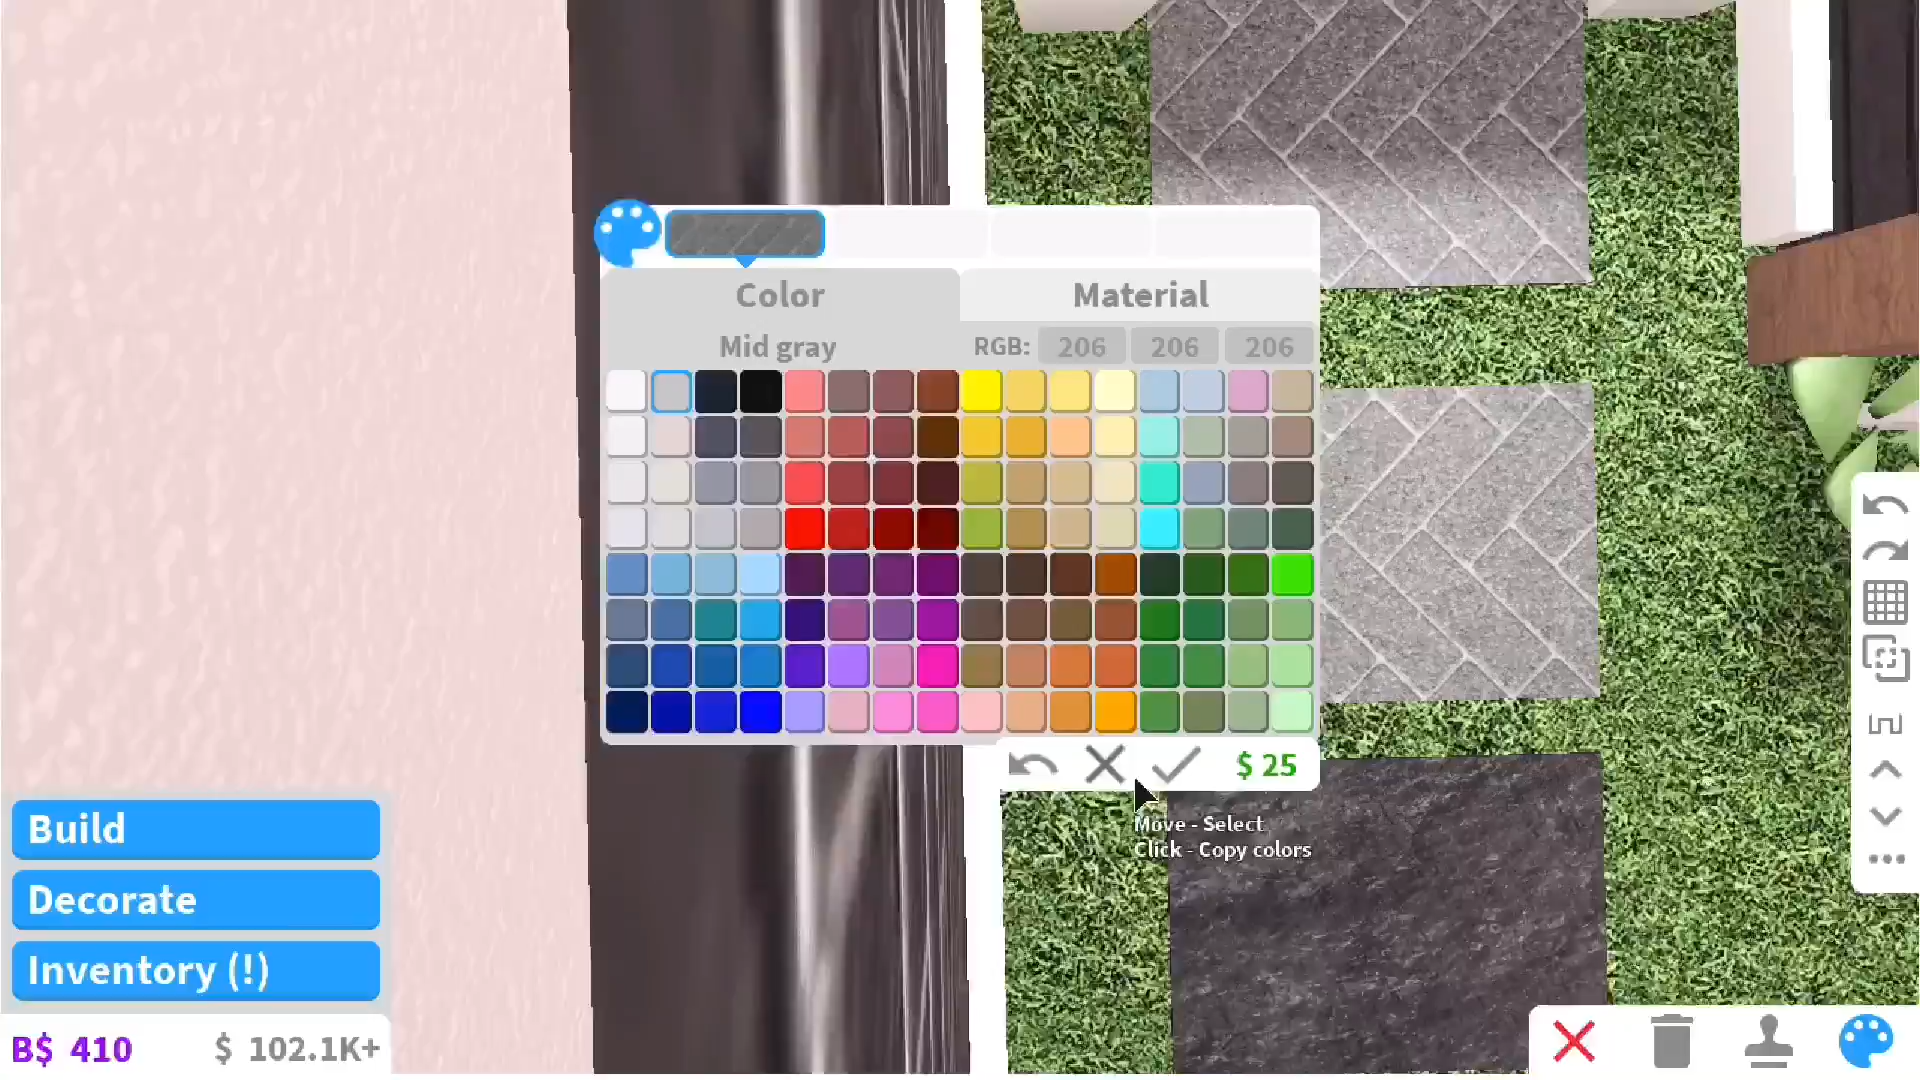 Color
Material
Mid gray
RGB: 206 206 206
$ 25
Move - Select
Click - Copy colors
Build
Decorate
Inventory (!)
B$ 410
$ 102.1K+